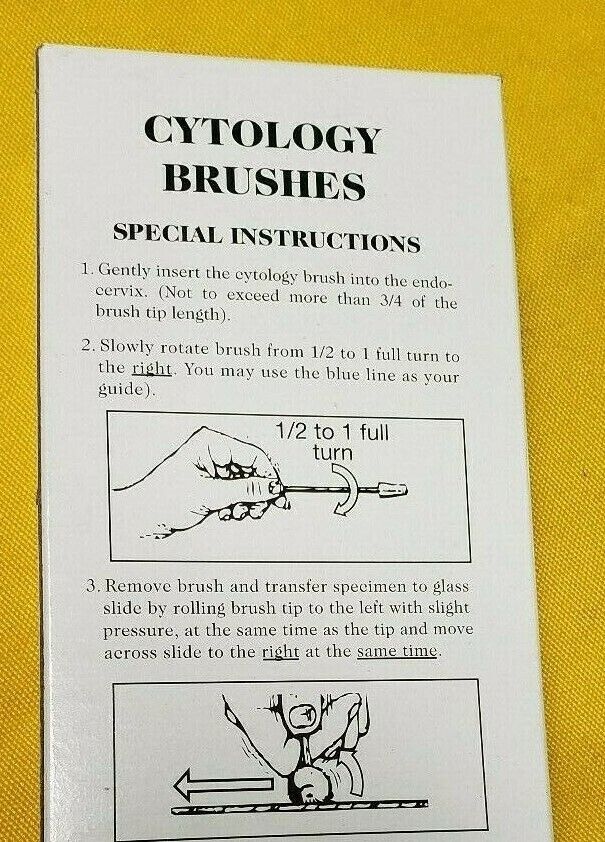 CYTOLOGY
BRUSHES
SPECIAL INSTRUCTIONS
1. Gently insert the cytology brush into the endo-
cervix. (Not to exceed more than 3/4 of the
brush tip length).
2. Slowly rotate brush from 1/2 to 1 full turn to
the right. You may use the blue line as your
guide).
1/2 to 1 full
turn
3. Remove brush and transfer specimen to glass
slide by rolling brush tip to the left with slight
pressure, at the same time as the tip and move
across slide to the right at the same time.